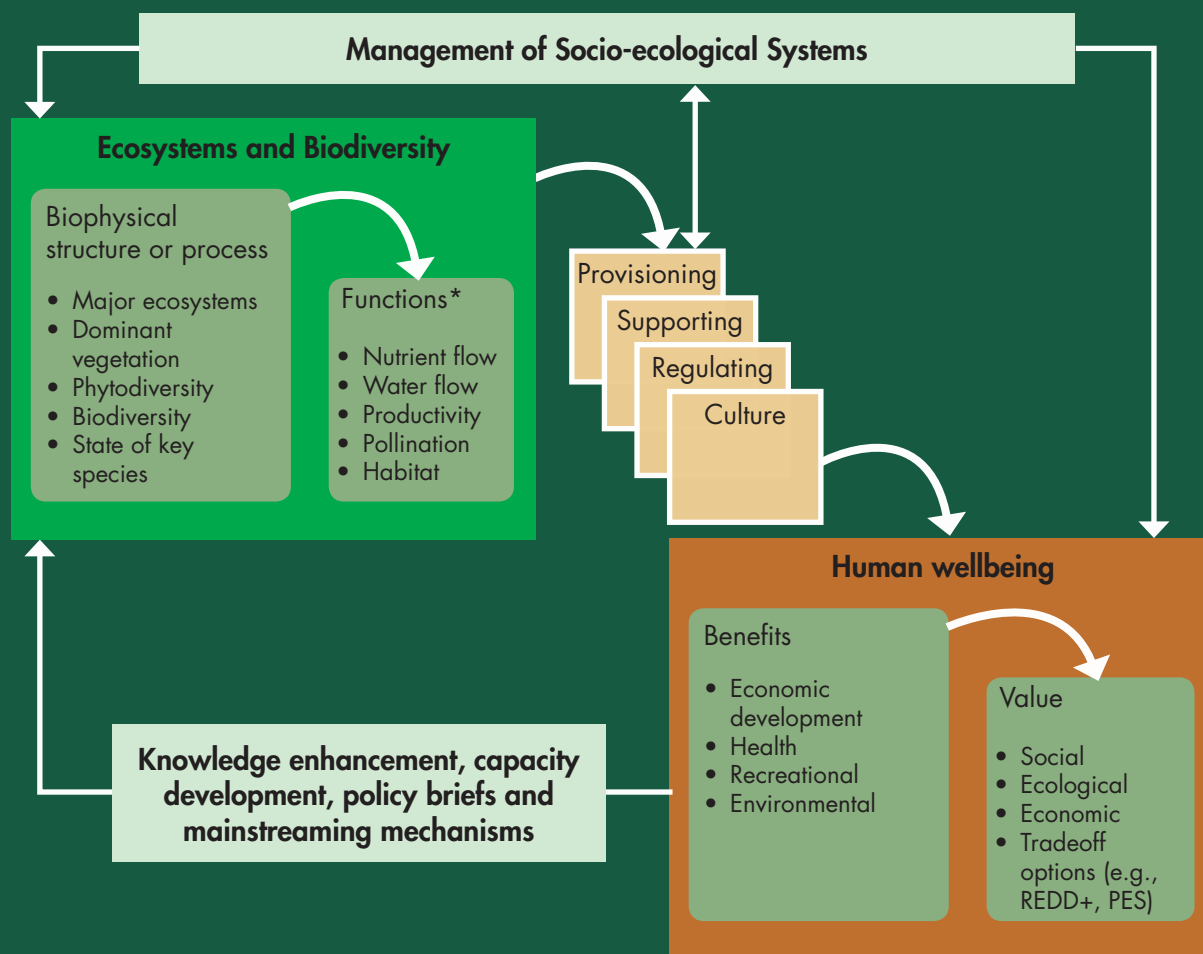 Management of Socio-ecological Systems
Ecosystems and Biodiversity
Biophysical
structure or process
• Major ecosystems
• Dominant
vegetation
• Phytodiversity
• Biodiversity
• State of key
species
Functions*
• Nutrient flow
• Water flow
• Productivity
• Pollination
• Habitat
Provisioning
Supporting
Regulating
Culture
Human wellbeing
Benefits
• Economic
development
• Health
• Recreational
• Environmental
Value
• Social
• Ecological
• Economic
• Tradeoff
options (e.g.,
REDD+, PES)
Knowledge enhancement, capacity
development, policy briefs and
mainstreaming mechanisms